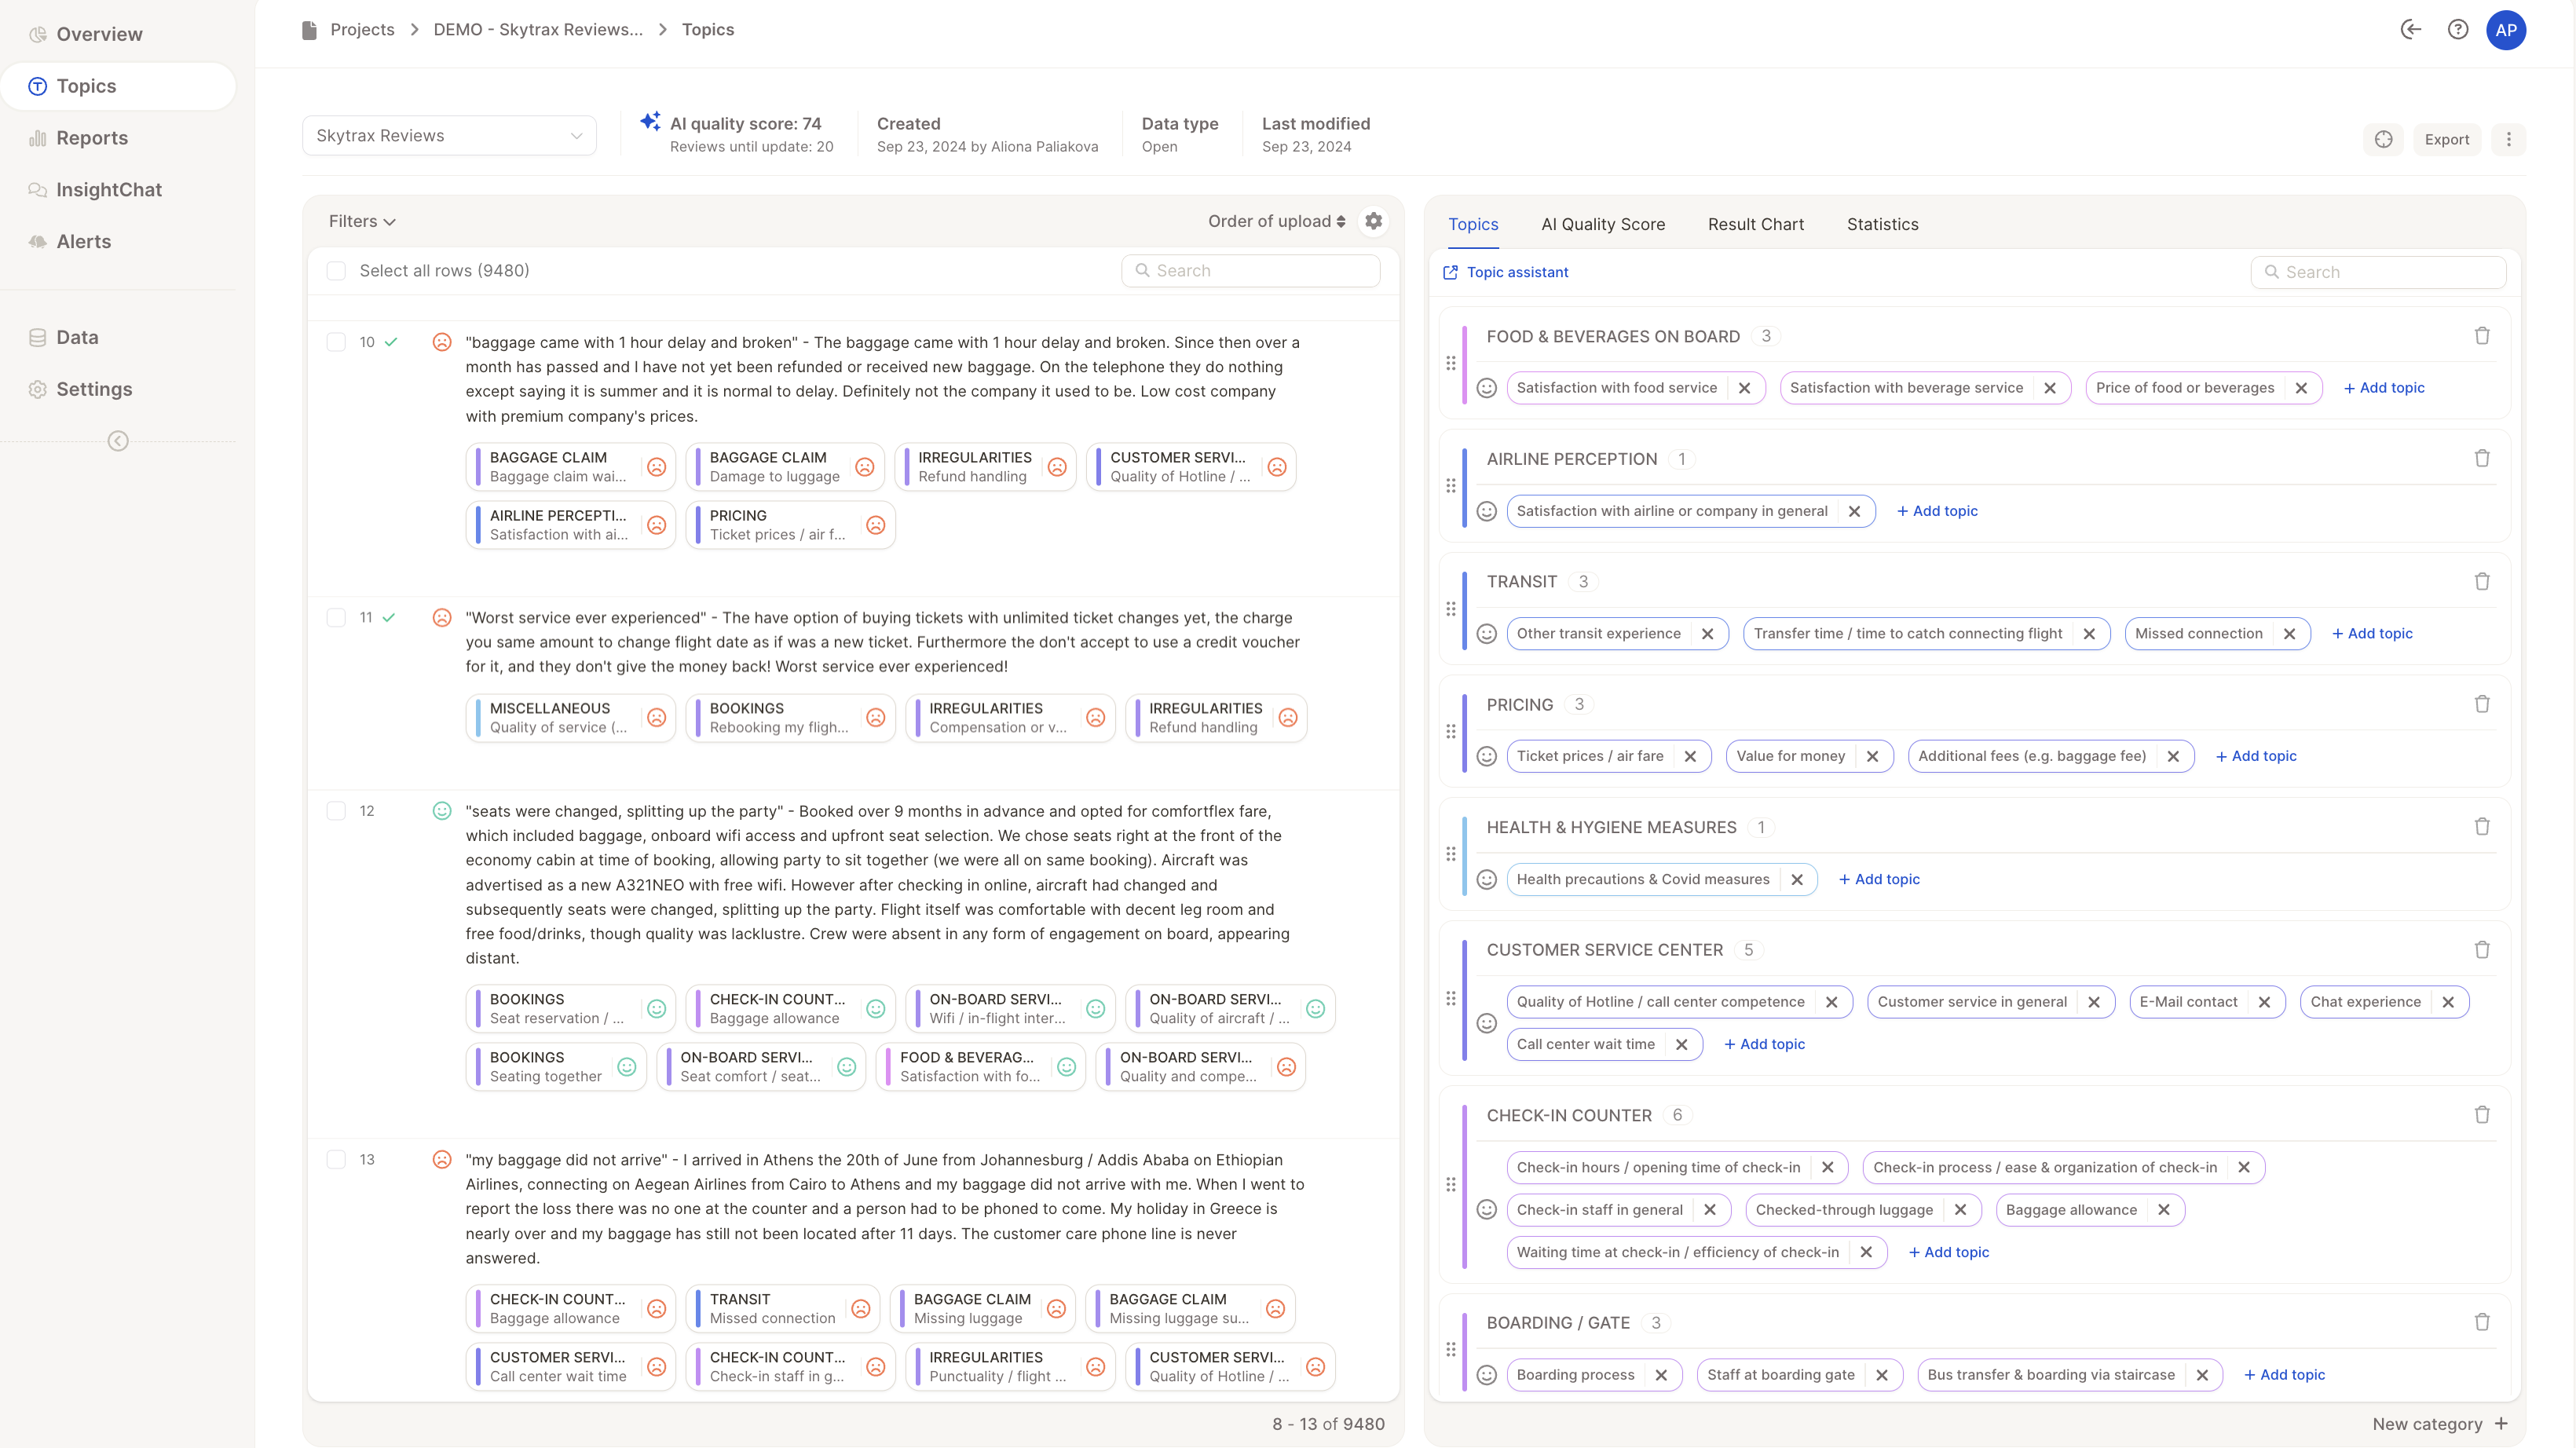 Overview
Topics
Reports
InsightChat
Alerts
Data
Settings
Projects > DEMO - Skytrax Reviews... > Topics
AP
Skytrax Reviews
AI quality score: 74
Reviews until update: 20
Created
Sep 23, 2024 by Aliona Paliakova
Data type
Open
Last modified
Sep 23, 2024
Export
Filters
Order of upload
Select all rows (9480)
Search
10
"baggage came with 1 hour delay and broken" - The baggage came with 1 hour delay and broken. Since then over a
month has passed and I have not yet been refunded or received new baggage. On the telephone they do nothing
except saying it is summer and it is normal to delay. Definitely not the company it used to be. Low cost company
with premium company's prices.
BAGGAGE CLAIM
Baggage claim wai...
BAGGAGE CLAIM
Damage to luggage
IRREGULARITIES
Refund handling
CUSTOMER SERVI...
Quality of Hotline / ...
AIRLINE PERCEPTI...
Satisfaction with ai...
PRICING
Ticket prices / air f...
11
"Worst service ever experienced" - The have option of buying tickets with unlimited ticket changes yet, the charge
you same amount to change flight date as if was a new ticket. Furthermore the don't accept to use a credit voucher
for it, and they don't give the money back! Worst service ever experienced!
MISCELLANEOUS
Quality of service (...
BOOKINGS
Rebooking my fligh...
IRREGULARITIES
Compensation or v...
IRREGULARITIES
Refund handling
12
"seats were changed, splitting up the party" - Booked over 9 months in advance and opted for comfortflex fare,
which included baggage, onboard wifi access and upfront seat selection. We chose seats right at the front of the
economy cabin at time of booking, allowing party to sit together (we were all on same booking). Aircraft was
advertised as a new A321NEO with free wifi. However after checking in online, aircraft had changed and
subsequently seats were changed, splitting up the party. Flight itself was comfortable with decent leg room and
free food/drinks, though quality was lacklustre. Crew were absent in any form of engagement on board, appearing
distant.
BOOKINGS
Seat reservation / ...
CHECK-IN COUNT...
Baggage allowance
ON-BOARD SERVI...
Wifi / in-flight inter...
ON-BOARD SERVI...
Quality of aircraft / ...
BOOKINGS
Seating together
ON-BOARD SERVI...
Seat comfort / seat...
FOOD & BEVERAG...
Satisfaction with fo...
ON-BOARD SERVI...
Quality and compe...
13
"my baggage did not arrive" - I arrived in Athens the 20th of June from Johannesburg / Addis Ababa on Ethiopian
Airlines, connecting on Aegean Airlines from Cairo to Athens and my baggage did not arrive with me. When I went to
report the loss there was no one at the counter and a person had to be phoned to come. My holiday in Greece is
nearly over and my baggage has still not been located after 11 days. The customer care phone line is never
answered.
CHECK-IN COUNT...
Baggage allowance
TRANSIT
Missed connection
BAGGAGE CLAIM
Missing luggage
BAGGAGE CLAIM
Missing luggage su...
CUSTOMER SERVI...
Call center wait time
CHECK-IN COUNT...
Check-in staff in g...
IRREGULARITIES
Punctuality / flight ...
CUSTOMER SERVI...
Quality of Hotline / ...
8 - 13 of 9480
Topics AI Quality Score Result Chart Statistics
Topic assistant
Search
FOOD & BEVERAGES ON BOARD 3
Satisfaction with food service Satisfaction with beverage service Price of food or beverages + Add topic
AIRLINE PERCEPTION 1
Satisfaction with airline or company in general + Add topic
TRANSIT 3
Other transit experience Transfer time / time to catch connecting flight Missed connection + Add topic
PRICING 3
Ticket prices / air fare Value for money Additional fees (e.g. baggage fee) + Add topic
HEALTH & HYGIENE MEASURES 1
Health precautions & Covid measures + Add topic
CUSTOMER SERVICE CENTER 5
Quality of Hotline / call center competence Customer service in general E-Mail contact Chat experience
Call center wait time + Add topic
CHECK-IN COUNTER 6
Check-in hours / opening time of check-in Check-in process / ease & organization of check-in
Check-in staff in general Checked-through luggage Baggage allowance
Waiting time at check-in / efficiency of check-in + Add topic
BOARDING / GATE 3
Boarding process Staff at boarding gate Bus transfer & boarding via staircase + Add topic
New category +